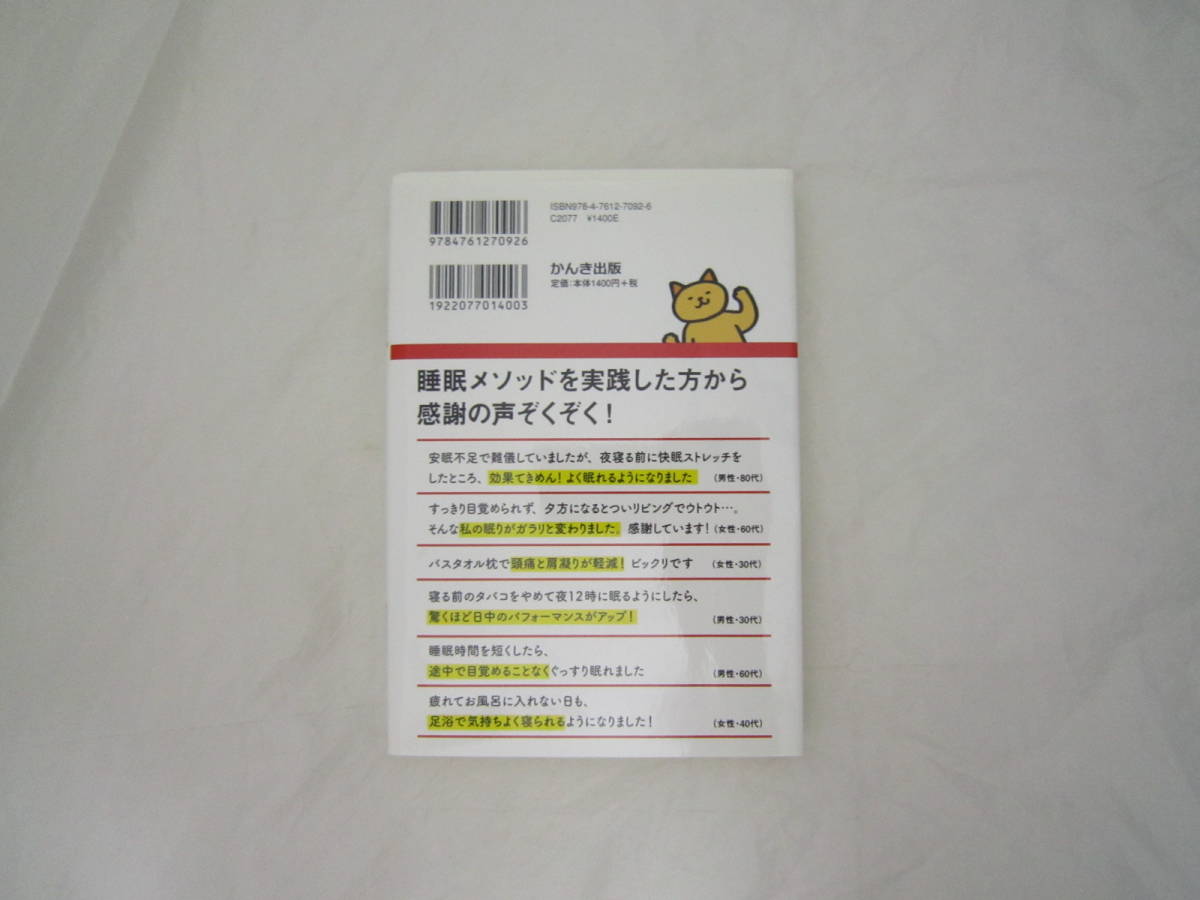 ISBN978-4-7612-7092-6
C2077 ¥1400E
9784761270926
かんき出版
定価:本体1400円+税
1922077014003
睡眠メソッドを実践した方から
感謝の声ぞくぞく!
安眠不足で難儀していましたが、夜寝る前に快眠ストレッチを
したところ、効果てきめん!よく眠れるようになりました (男性・80代)
すっきり目覚められず、夕方になるとついリビングでウトウト…。
そんな私の眠りがガラリと変わりました。感謝しています!(女性・60代)
バスタオル枕で頭痛と肩凝りが軽減!ビックリです (女性・30代)
寝る前のタバコをやめて夜12時に眠るようにしたら、
驚くほど日中のパフォーマンスがアップ! (男性・30代)
睡眠時間を短くしたら、
途中で目覚めることなくぐっすり眠れました (男性・60代)
疲れてお風呂に入れない日も、
足浴で気持ちよく寝られるようになりました! (女性・40代)